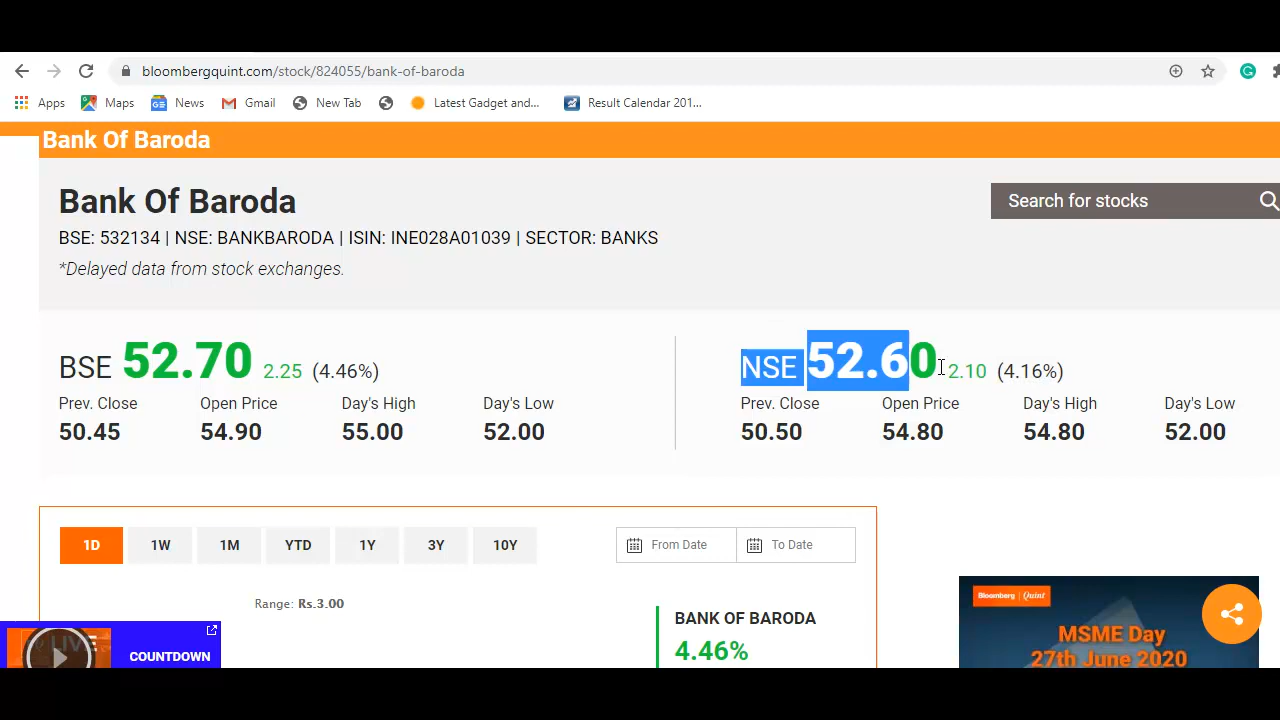 bloombergquint.com/stock/824055/bank-of-baroda
Apps Maps News Gmail New Tab Latest Gadget and... Result Calendar 201...
Bank Of Baroda
Bank Of Baroda
Search for stocks
BSE: 532134 | NSE: BANKBARODA | ISIN: INE028A01039 | SECTOR: BANKS
*Delayed data from stock exchanges.
BSE 52.70 2.25 (4.46%)
Prev. Close Open Price Day's High Day's Low
50.45 54.90 55.00 52.00
NSE 52.60 2.10 (4.16%)
Prev. Close Open Price Day's High Day's Low
50.50 54.80 54.80 52.00
1D 1W 1M YTD 1Y 3Y 10Y
From Date To Date
Range: Rs.3.00
BANK OF BARODA
4.46%
LIVE
COUNTDOWN
Bloomberg | Quint
MSME Day
27th June 2020